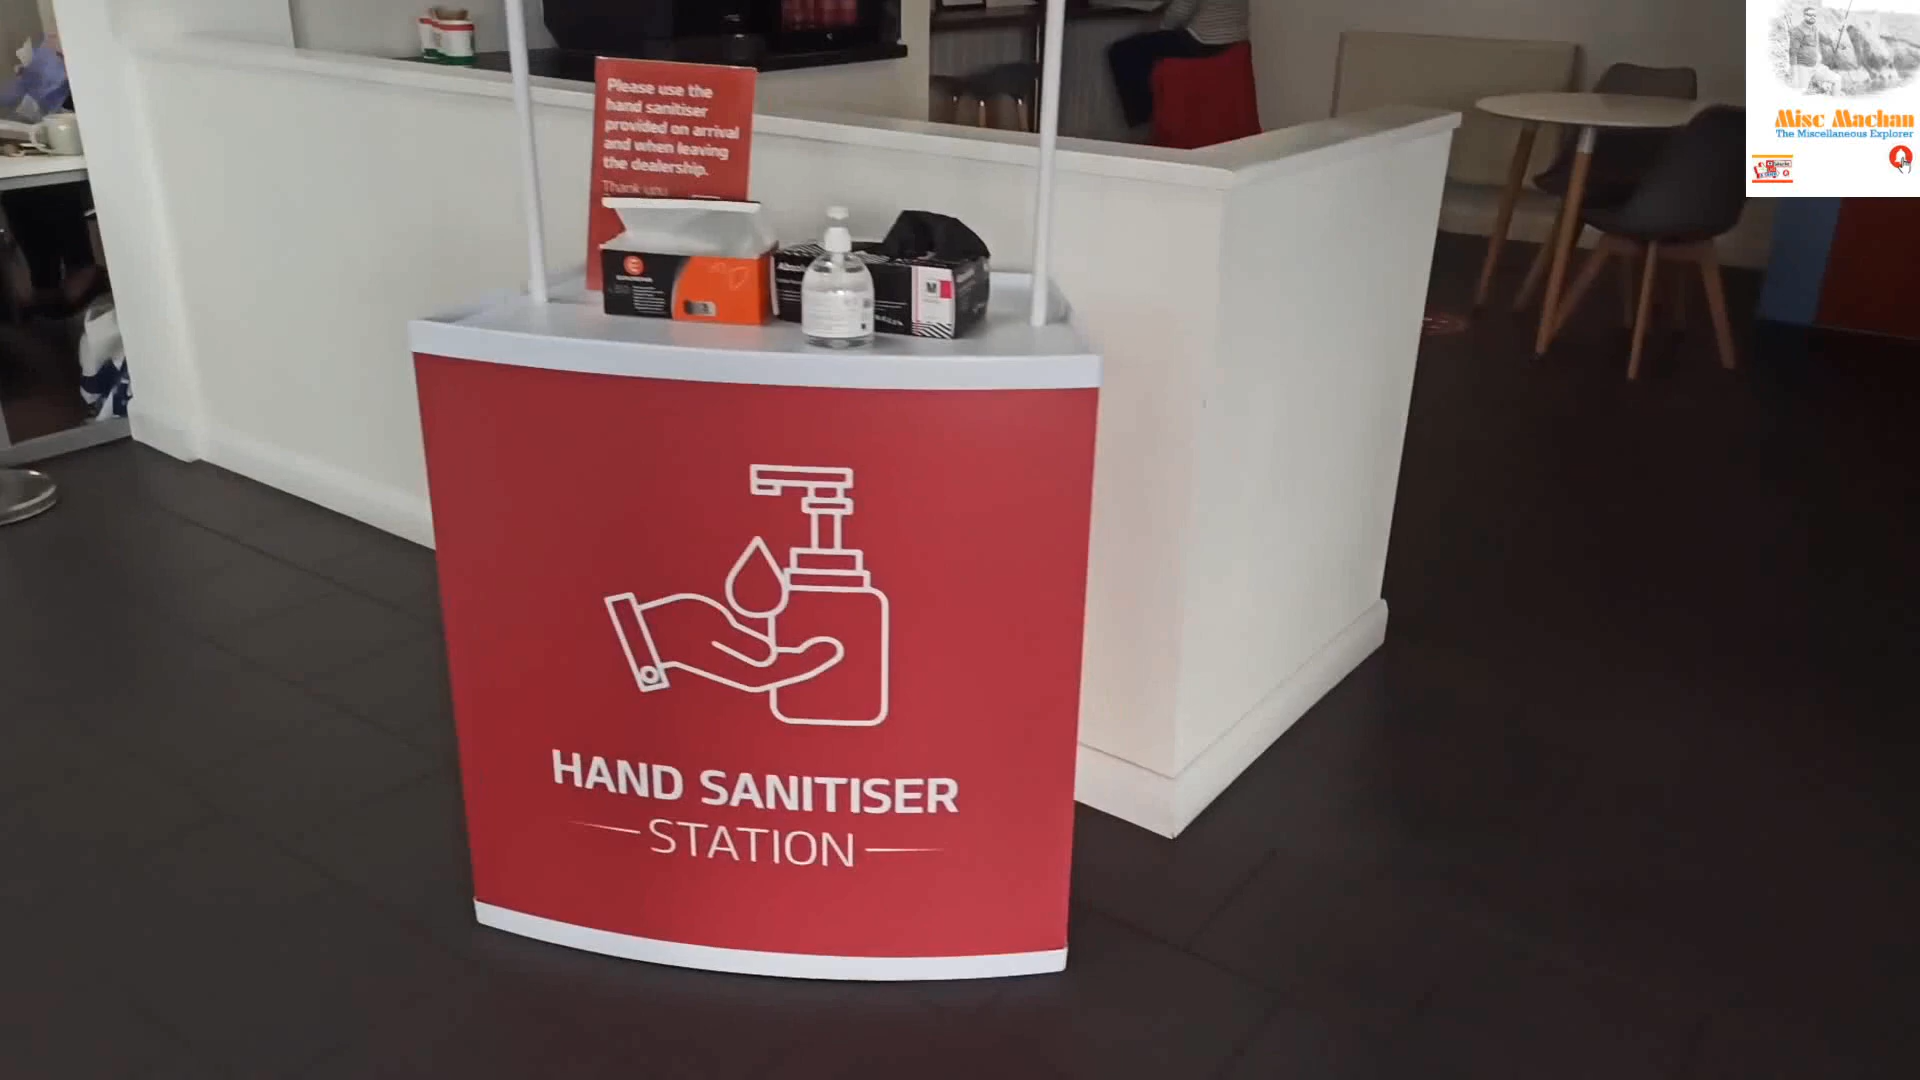 Please use the
hand sanitiser
provided on arrival
and when leaving
the dealership.
Thank you
HAND SANITISER
STATION
Misc Machan
The Miscellaneous Explorer